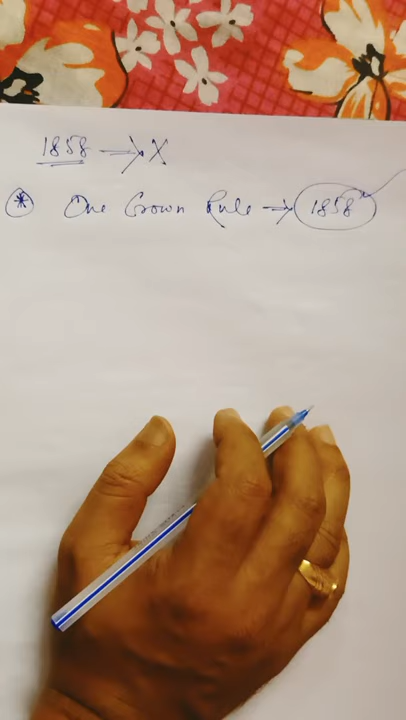 1858 → X
* One Crown Rule → 1858